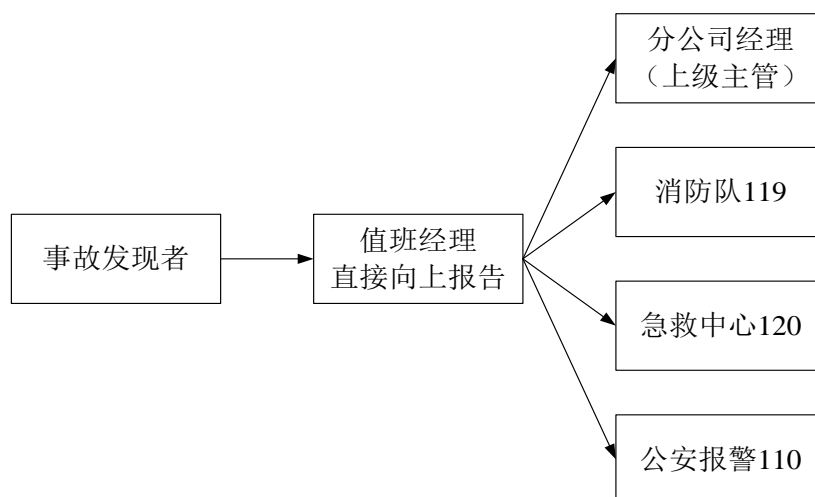 事故发现者
值班经理
直接向上报告
分公司经理
（上级主管）
消防队119
急救中心120
公安报警110